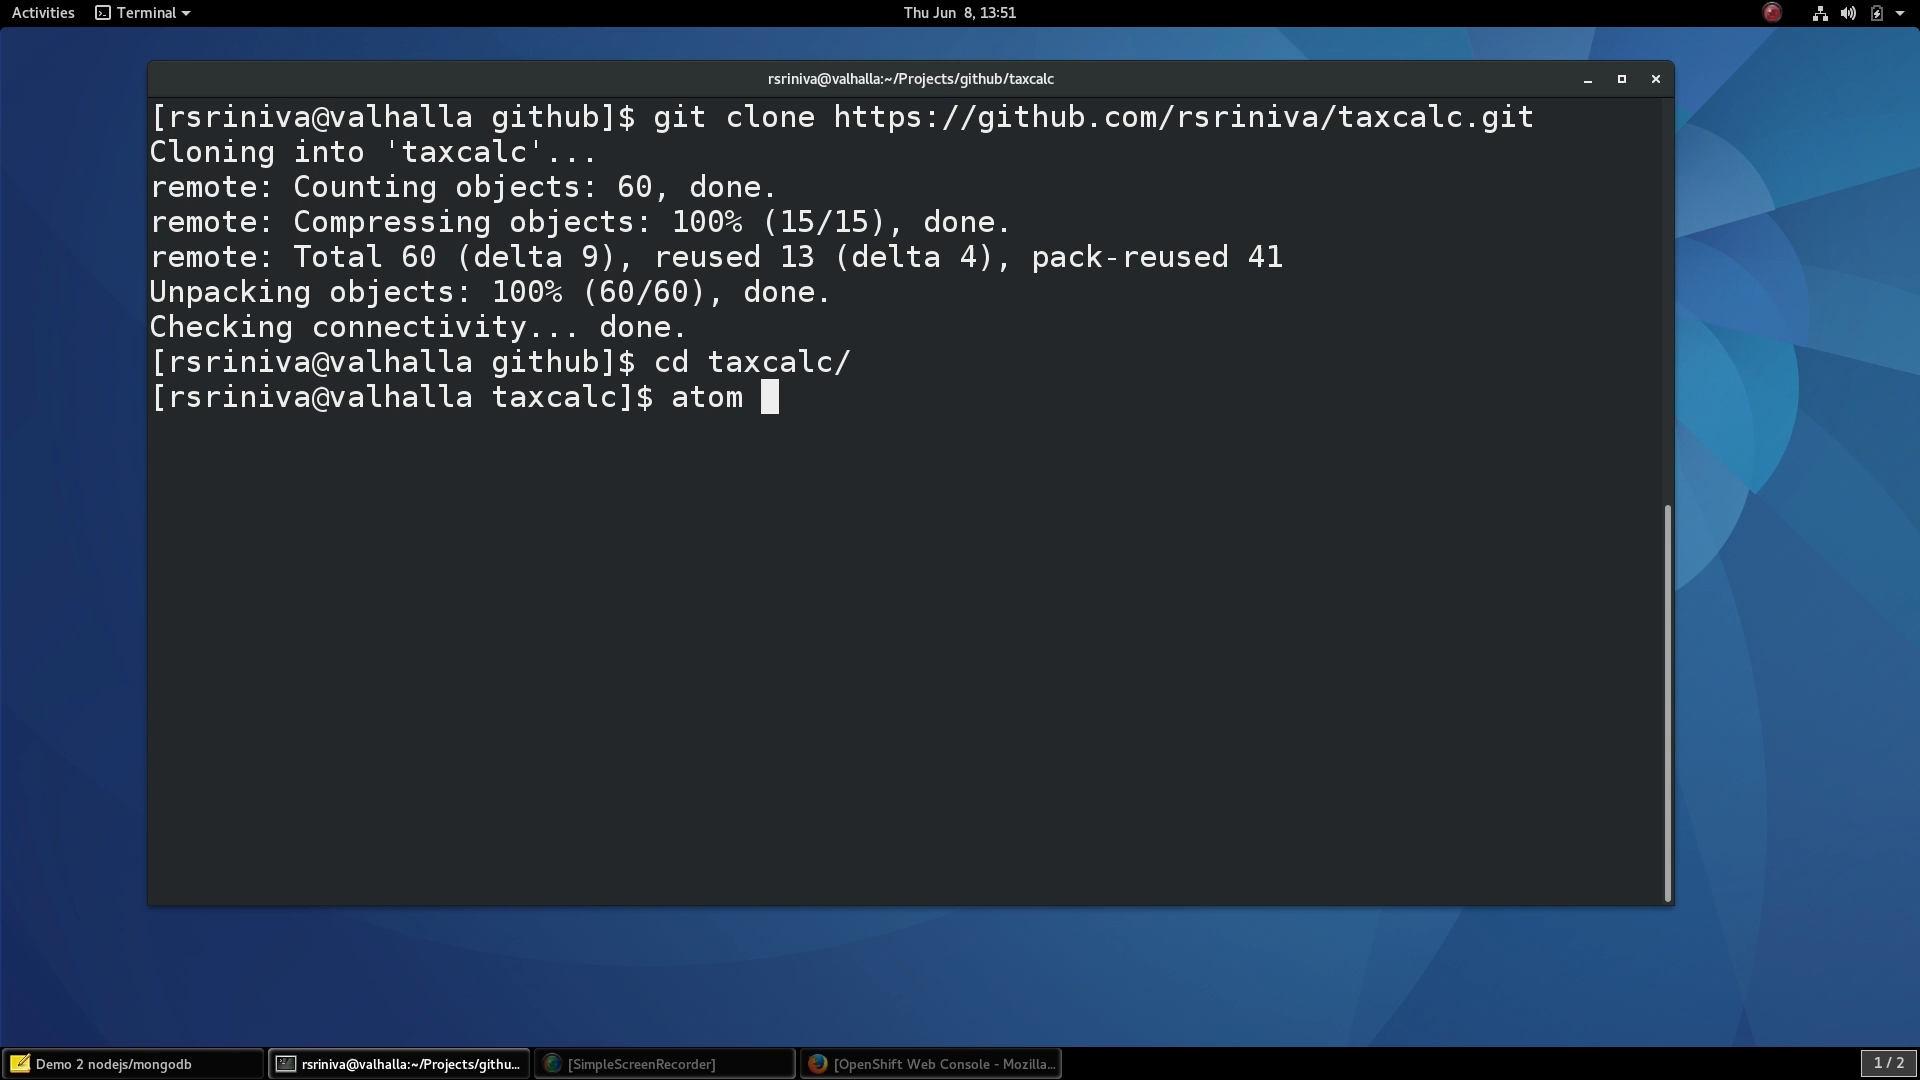 Activities Terminal Thu Jun 8, 13:51
rsriniva@valhalla:~/Projects/github/taxcalc
[rsriniva@valhalla github]$ git clone https://github.com/rsriniva/taxcalc.git
Cloning into 'taxcalc'...
remote: Counting objects: 60, done.
remote: Compressing objects: 100% (15/15), done.
remote: Total 60 (delta 9), reused 13 (delta 4), pack-reused 41
Unpacking objects: 100% (60/60), done.
Checking connectivity... done.
[rsriniva@valhalla github]$ cd taxcalc/
[rsriniva@valhalla taxcalc]$ atom
Demo 2 nodejs/mongodb rsriniva@valhalla:~/Projects/githu... [SimpleScreenRecorder] [OpenShift Web Console - Mozilla... 1 / 2